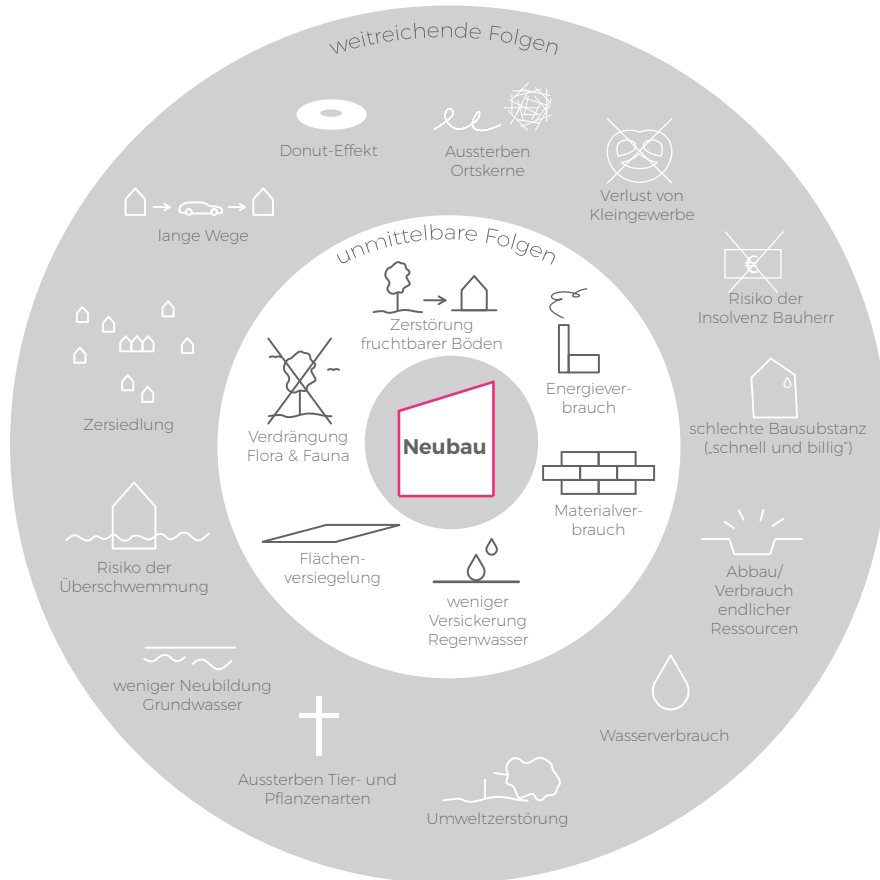 weitreichende Folgen
Donut-Effekt
Aussterben
Ortskerne
Verlust von
Kleingewerbe
lange Wege
unmittelbare Folgen
€
Risiko der
Insolvenz Bauherr
Zerstörung
fruchtbarer Böden
Energiever-
brauch
Zersiedlung
Verdrängung
Flora & Fauna
Neubau
schlechte Bausubstanz
(„schnell und billig“)
Materialver-
brauch
Risiko der
Überschwemmung
Flächen-
versiegelung
weniger
Versickerung
Regenwasser
Abbau/
Verbrauch
endlicher
Ressourcen
weniger Neubildung
Grundwasser
Wasserverbrauch
Aussterben Tier- und
Pflanzenarten
Umweltzerstörung